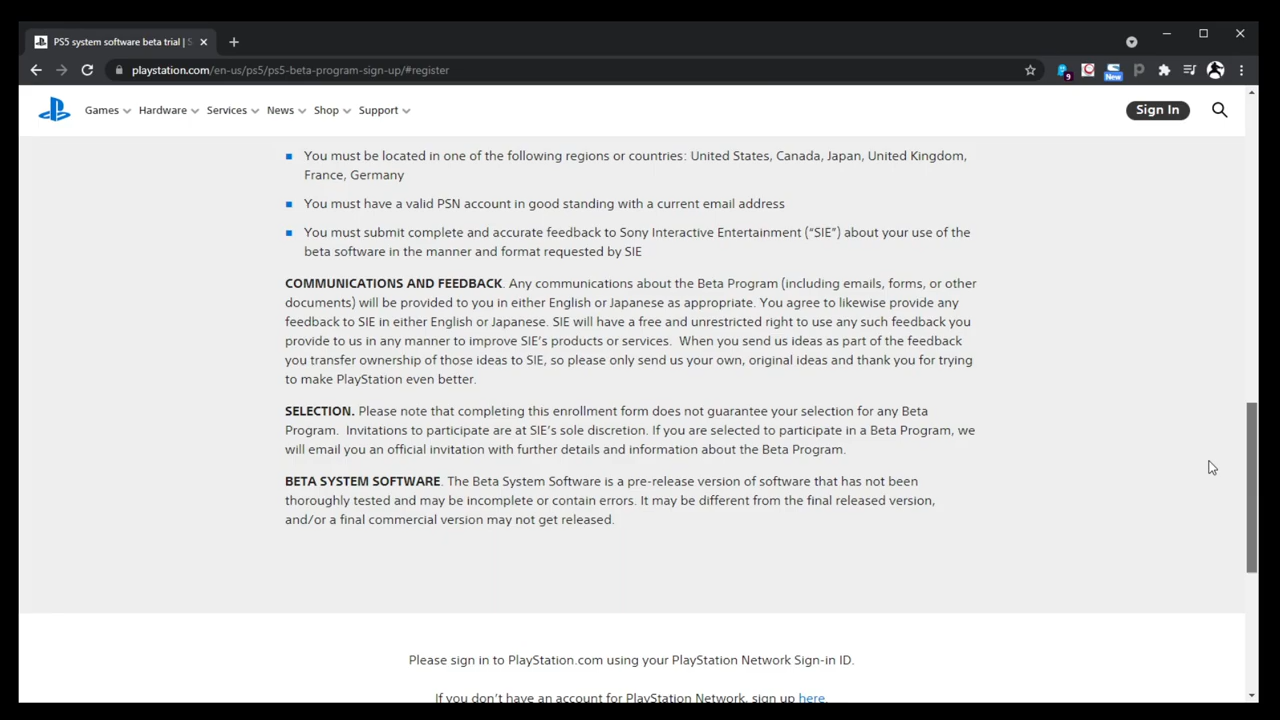 PS5 system software beta trial | S
playstation.com/en-us/ps5/ps5-beta-program-sign-up/#register
9
New
Games Hardware Services News Shop Support
Sign In
You must be located in one of the following regions or countries: United States, Canada, Japan, United Kingdom,
France, Germany
You must have a valid PSN account in good standing with a current email address
You must submit complete and accurate feedback to Sony Interactive Entertainment (“SIE”) about your use of the
beta software in the manner and format requested by SIE
COMMUNICATIONS AND FEEDBACK. Any communications about the Beta Program (including emails, forms, or other
documents) will be provided to you in either English or Japanese as appropriate. You agree to likewise provide any
feedback to SIE in either English or Japanese. SIE will have a free and unrestricted right to use any such feedback you
provide to us in any manner to improve SIE’s products or services. When you send us ideas as part of the feedback
you transfer ownership of those ideas to SIE, so please only send us your own, original ideas and thank you for trying
to make PlayStation even better.
SELECTION. Please note that completing this enrollment form does not guarantee your selection for any Beta
Program. Invitations to participate are at SIE’s sole discretion. If you are selected to participate in a Beta Program, we
will email you an official invitation with further details and information about the Beta Program.
BETA SYSTEM SOFTWARE. The Beta System Software is a pre-release version of software that has not been
thoroughly tested and may be incomplete or contain errors. It may be different from the final released version,
and/or a final commercial version may not get released.
Please sign in to PlayStation.com using your PlayStation Network Sign-in ID.
If you don’t have an account for PlayStation Network, sign up here.